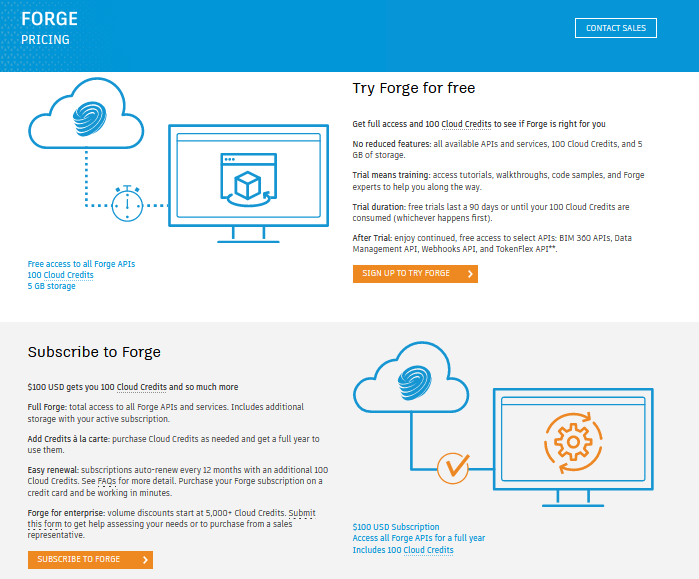 FORGE
PRICING
CONTACT SALES
Try Forge for free
Get full access and 100 Cloud Credits to see if Forge is right for you
No reduced features: all available APIs and services, 100 Cloud Credits, and 5
GB of storage.
Trial means training: access tutorials, walkthroughs, code samples, and Forge
experts to help you along the way.
Trial duration: free trials last a 90 days or until your 100 Cloud Credits are
consumed (whichever happens first).
After Trial: enjoy continued, free access to select APIs: BIM 360 APIs, Data
Management API, Webhooks API, and TokenFlex API**.
SIGN UP TO TRY FORGE
Free access to all Forge APIs
100 Cloud Credits
5 GB storage
Subscribe to Forge
$100 USD gets you 100 Cloud Credits and so much more
Full Forge: total access to all Forge APIs and services. Includes additional
storage with your active subscription.
Add Credits à la carte: purchase Cloud Credits as needed and get a full year to
use them.
Easy renewal: subscriptions auto-renew every 12 months with an additional 100
Cloud Credits. See FAQs for more detail. Purchase your Forge subscription on a
credit card and be working in minutes.
Forge for enterprise: volume discounts start at 5,000+ Cloud Credits. Submit
this form to get help assessing your needs or to purchase from a sales
representative.
SUBSCRIBE TO FORGE
$100 USD Subscription
Access all Forge APIs for a full year
Includes 100 Cloud Credits